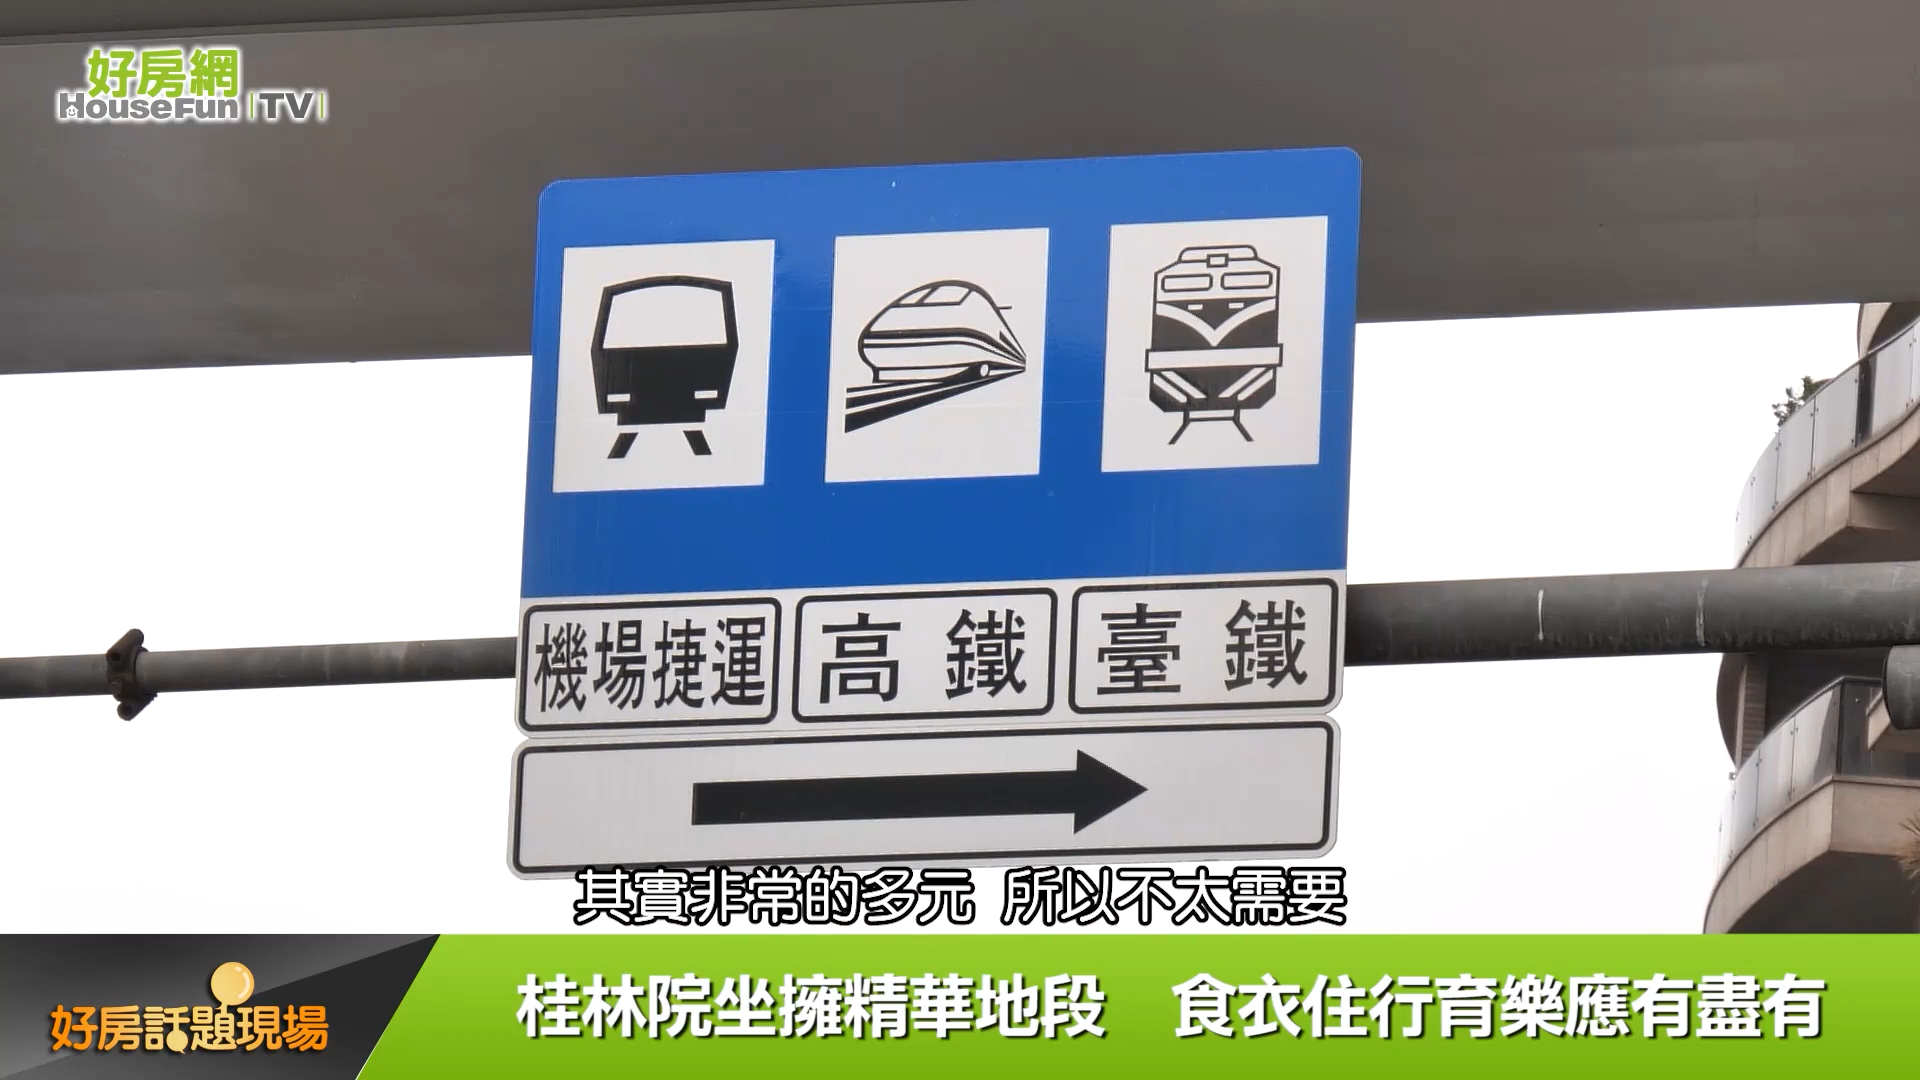 好房網
HouseFun TV
機場捷運 高鐵 臺鐵
其實非常的多元 所以不太需要
好房話題現場
桂林院坐擁精華地段 食衣住行育樂應有盡有